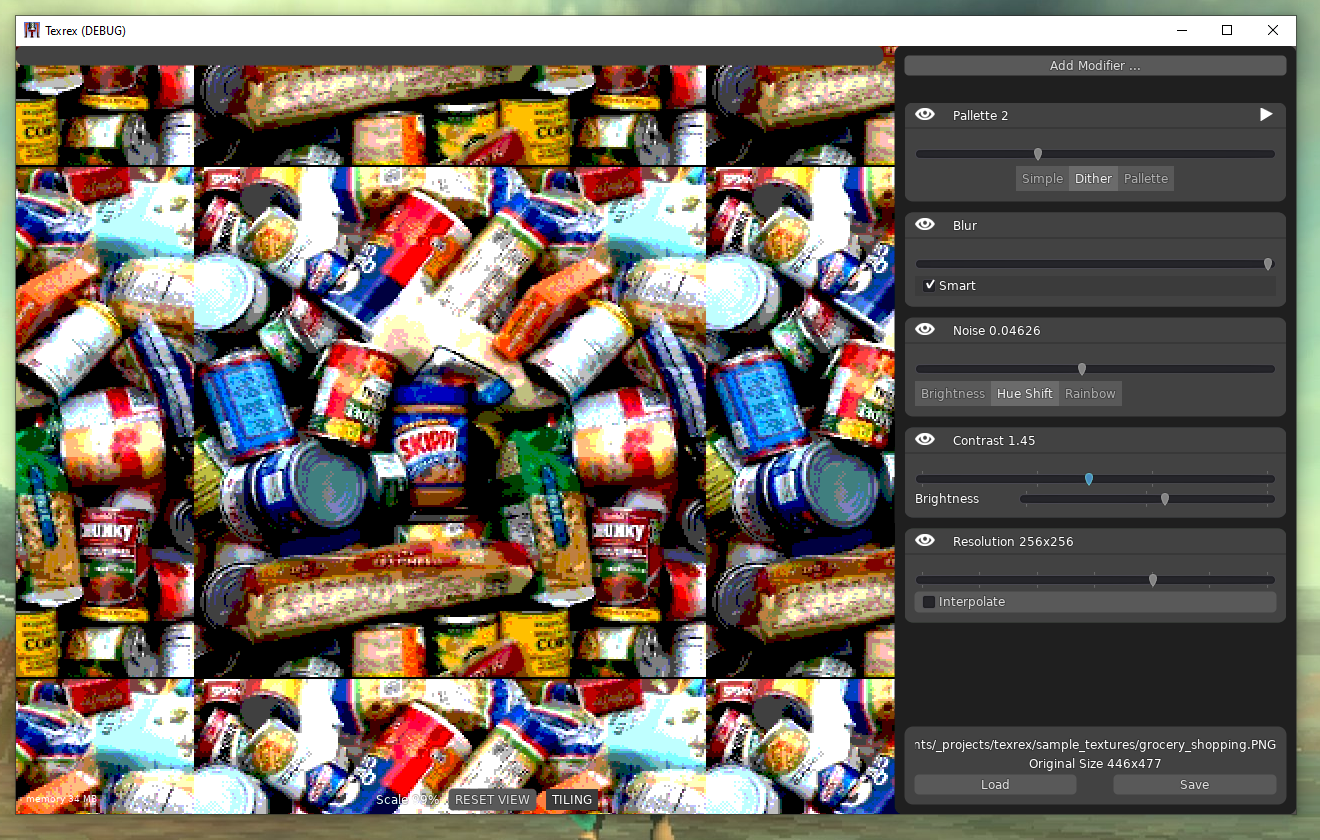 Texrex (DEBUG)
Add Modifier ...
Pallette 2
Simple Dither Pallette
Blur
Smart
Noise 0.04626
Brightness Hue Shift Rainbow
Contrast 1.45
Brightness
Resolution 256x256
Interpolate
SKIPPY
nts/_projects/texrex/sample_textures/grocery_shopping.PNG
Original Size 446x477
Load Save
memory 34 MB
Scale RESET VIEW TILING